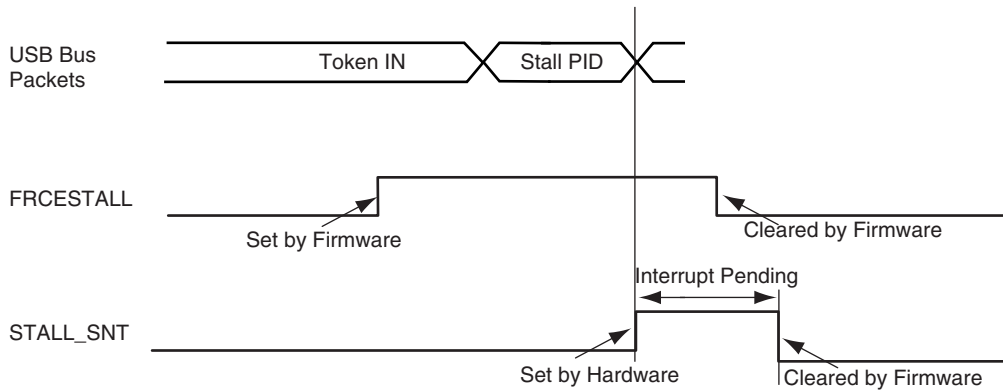 USB Bus
Packets
Token IN
Stall PID
FRCESTALL
Set by Firmware
Cleared by Firmware
Interrupt Pending
STALL_SNT
Set by Hardware
Cleared by Firmware